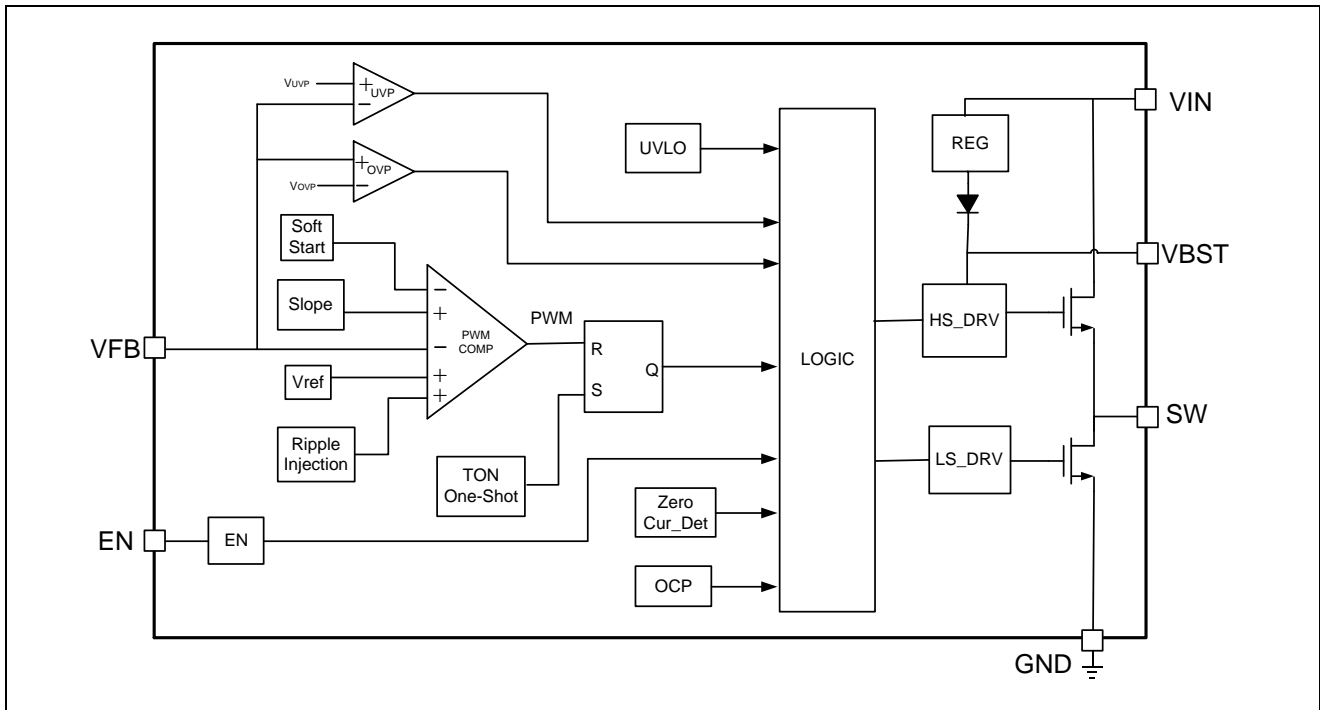 VUVP
+
UVP
−
+
OVP
VOVP
−
UVLO
VIN
REG
Soft
Start
VBST
Slope
−
+
PWM
HS_DRV
VFB
−
PWM
COMP
R
Q
LOGIC
Vref
+
+
S
SW
Ripple
Injection
TON
One-Shot
LS_DRV
Zero
Cur_Det
EN
EN
OCP
GND